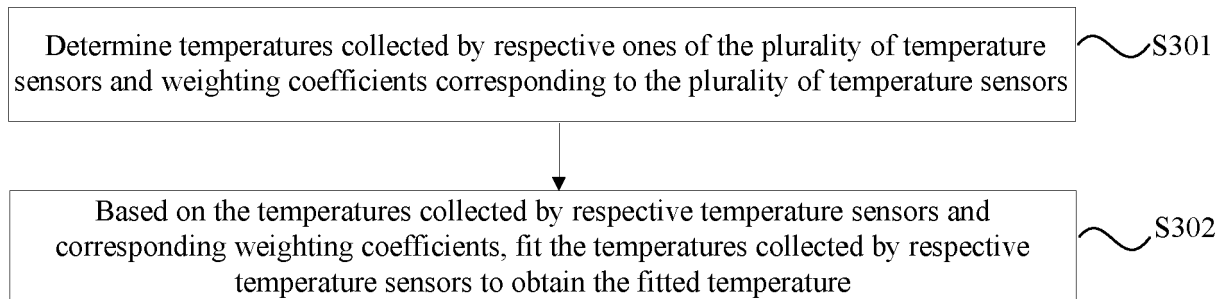 Determine temperatures collected by respective ones of the plurality of temperature
sensors and weighting coefficients corresponding to the plurality of temperature sensors
S301
Based on the temperatures collected by respective temperature sensors and
corresponding weighting coefficients, fit the temperatures collected by respective
temperature sensors to obtain the fitted temperature
S302